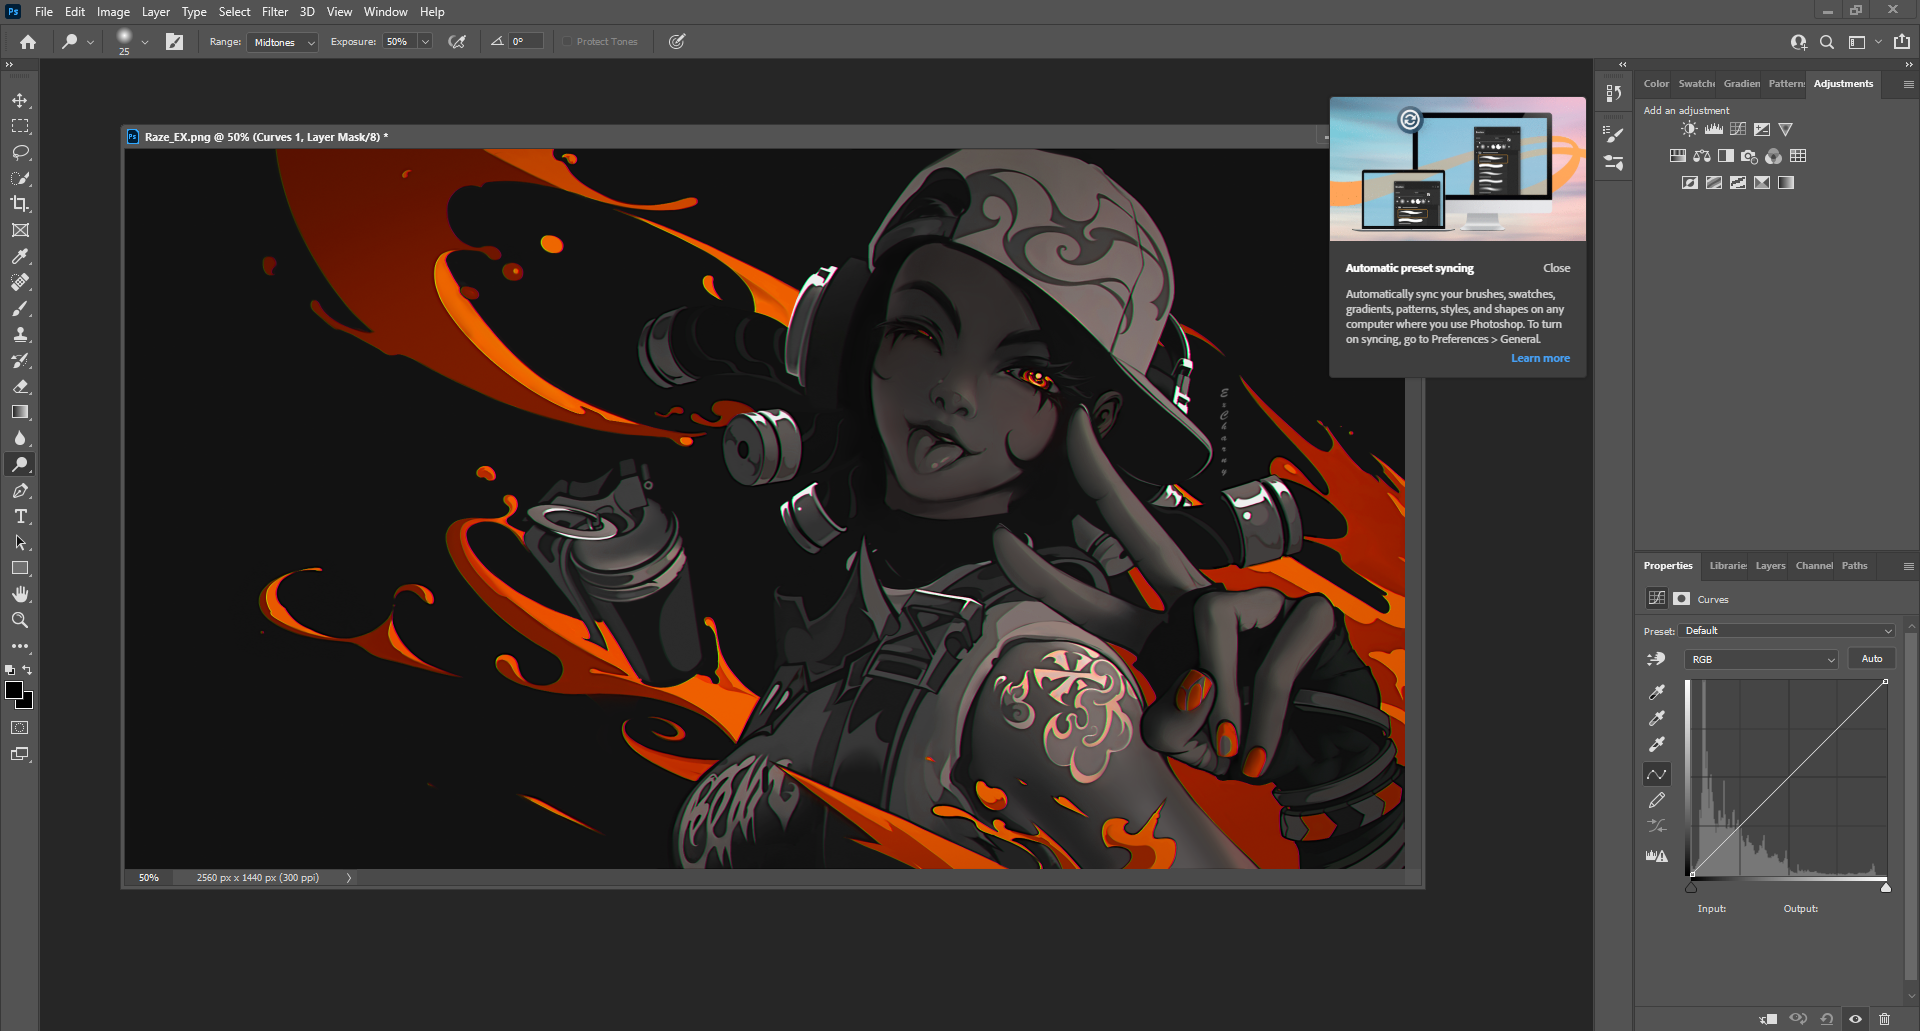 Ps File Edit Image Layer Type Select Filter 3D View Window Help
25 Range: Midtones Exposure: 50% 0° Protect Tones
Color Swatche Gradien Pattern Adjustments
Add an adjustment
Ps Raze_EX.png @ 50% (Curves 1, Layer Mask/8) *
Automatic preset syncing Close
Automatically sync your brushes, swatches,
gradients, patterns, styles, and shapes on any
computer where you use Photoshop. To turn
on syncing, go to Preferences > General.
Learn more
Properties Librarie Layers Channel Paths
Curves
Preset: Default
RGB Auto
Input: Output:
50% 2560 px x 1440 px (300 ppi)